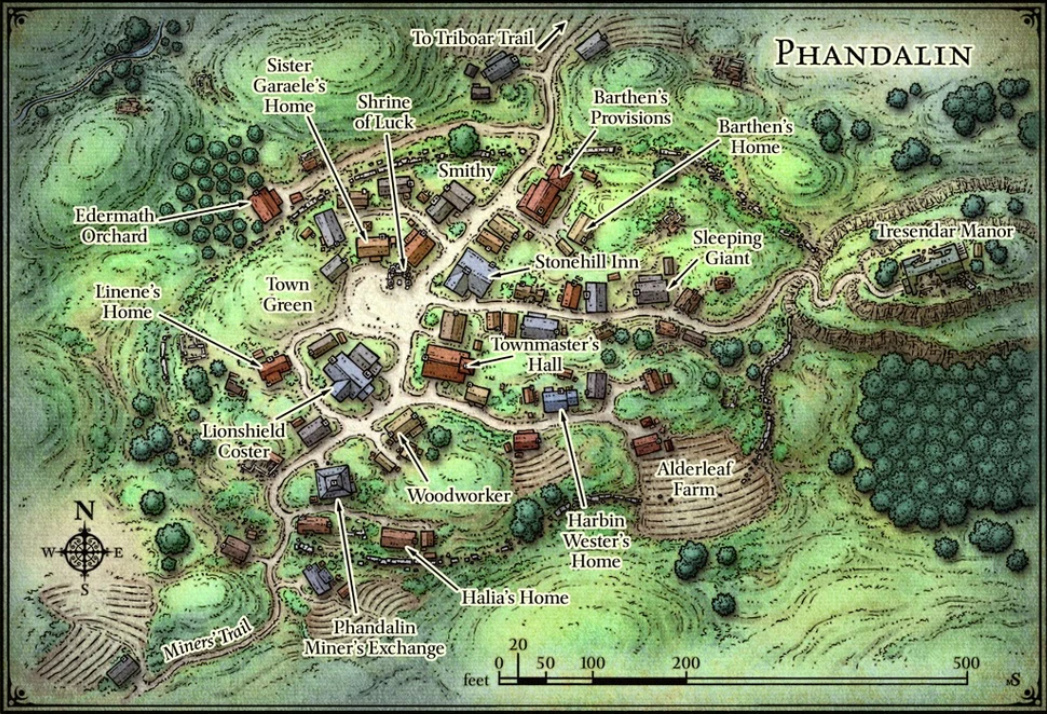 To Triboar Trail
PHANDALIN
Sister
Garaele's
Home
Shrine
of Luck
Barthen's
Provisions
Barthen's
Home
Smithy
Edermath
Orchard
Tresendar Manor
Sleeping
Giant
Stonehill Inn
Town
Green
Linene's
Home
Townmaster's
Hall
Lionshield
Coster
Alderleaf
Farm
Woodworker
N
W
E
S
Harbin
Wester's
Home
Halia's Home
Phandalin
Miner's Exchange
Miners' Trail
feet
0
20
50
100
200
500